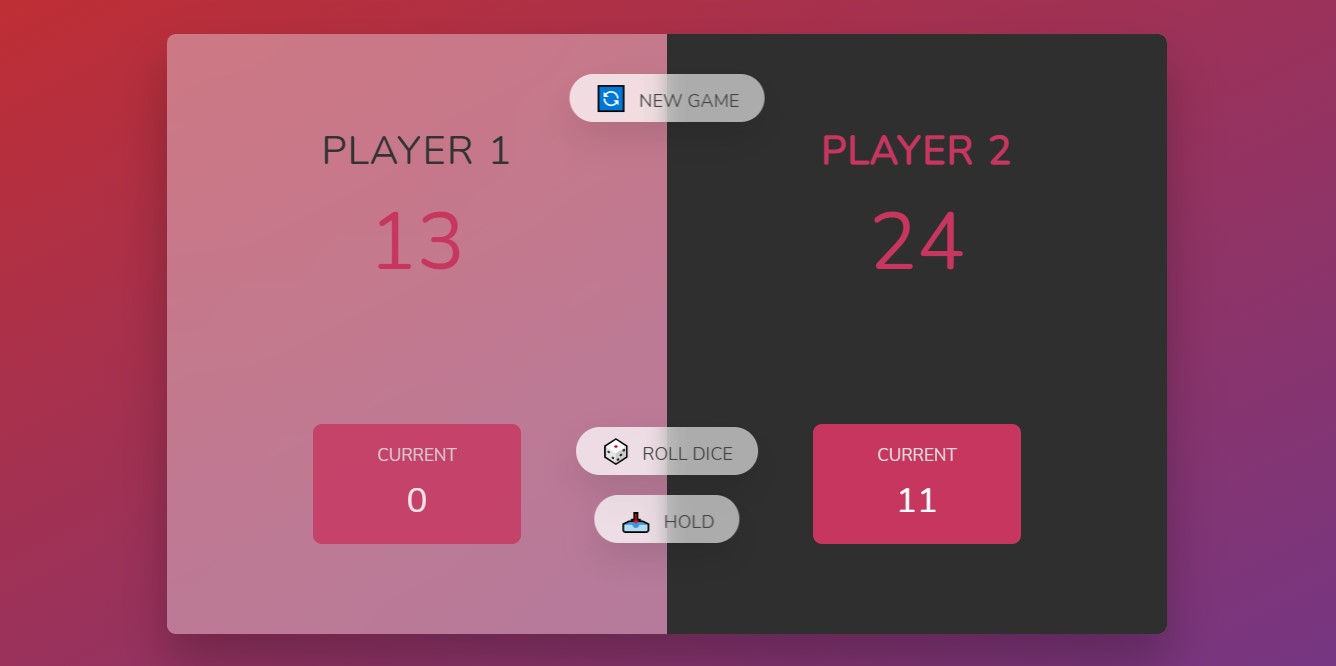 NEW GAME
PLAYER 1
13
CURRENT
0
PLAYER 2
24
CURRENT
11
ROLL DICE
HOLD